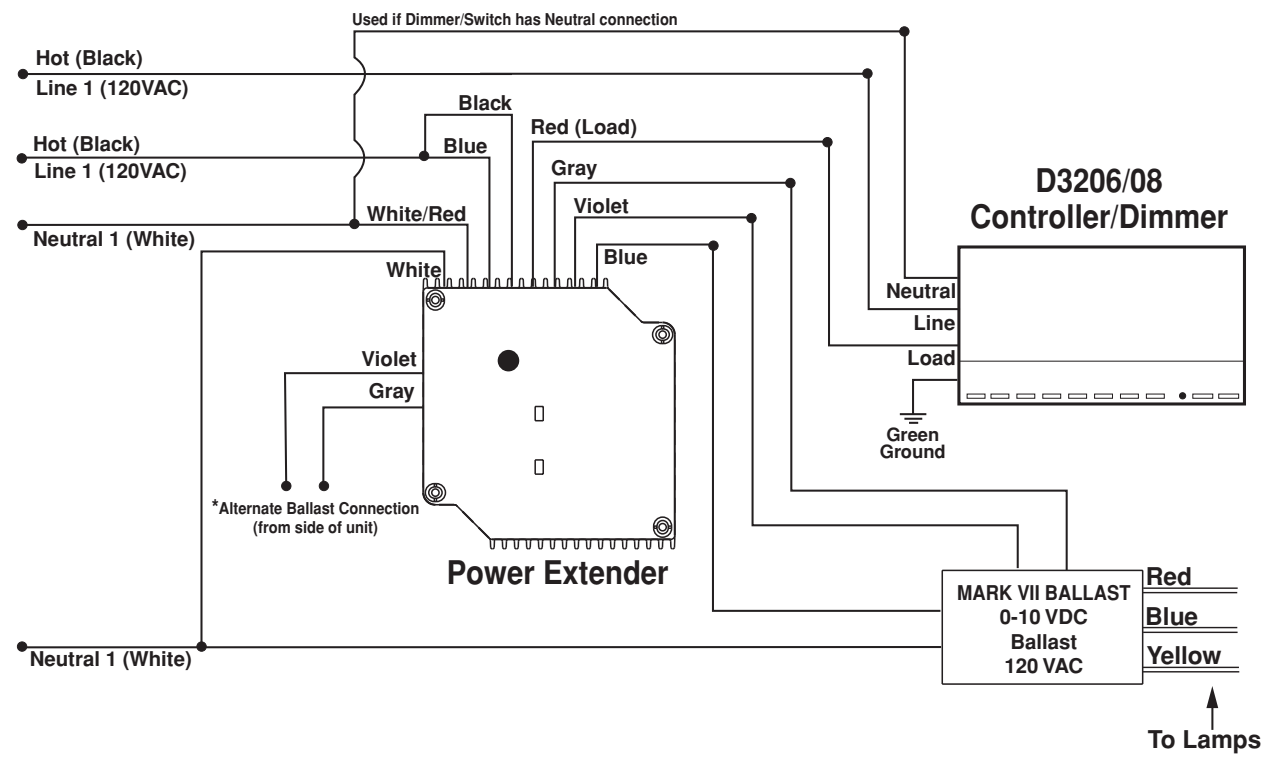 Used if Dimmer/Switch has Neutral connection
Hot (Black)
Line 1 (120VAC)
Black
Red (Load)
Hot (Black)
Line 1 (120VAC)
Blue
Gray
D3206/08
Controller/Dimmer
White/Red
Violet
Neutral 1 (White)
White
Blue
Neutral
Line
Load
Violet
Gray
Green
Ground
*Alternate Ballast Connection
(from side of unit)
Power Extender
MARK VII BALLAST
0-10 VDC
Ballast
120 VAC
Red
Blue
Yellow
Neutral 1 (White)
To Lamps